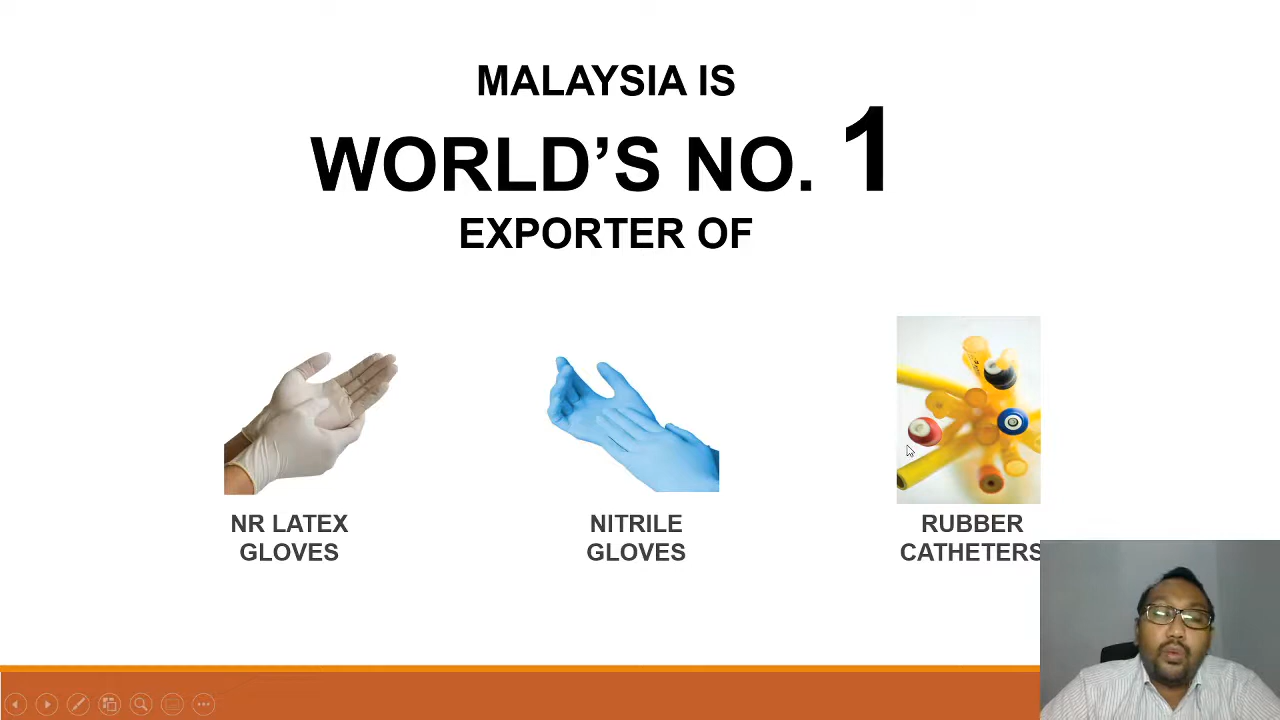 MALAYSIA IS
WORLD’S NO. 1
EXPORTER OF
NR LATEX
GLOVES
NITRILE
GLOVES
RUBBER
CATHETERS